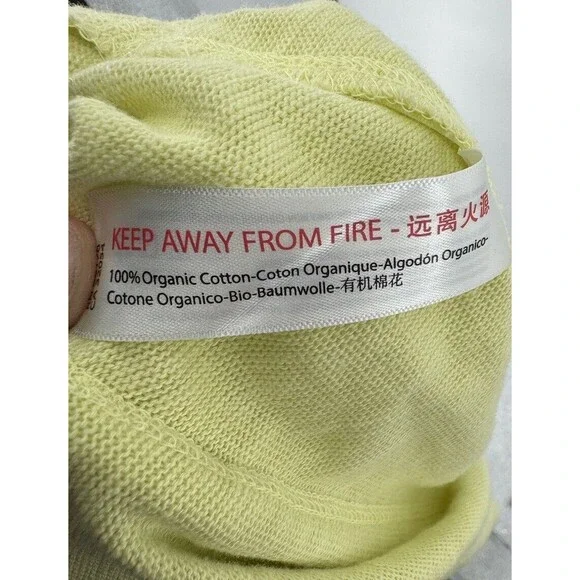 KEEP AWAY FROM FIRE - 远离火源
100% Organic Cotton-Coton Organique-Algodón Organico-
Cotone Organico-Bio-Baumwolle-有机棉花